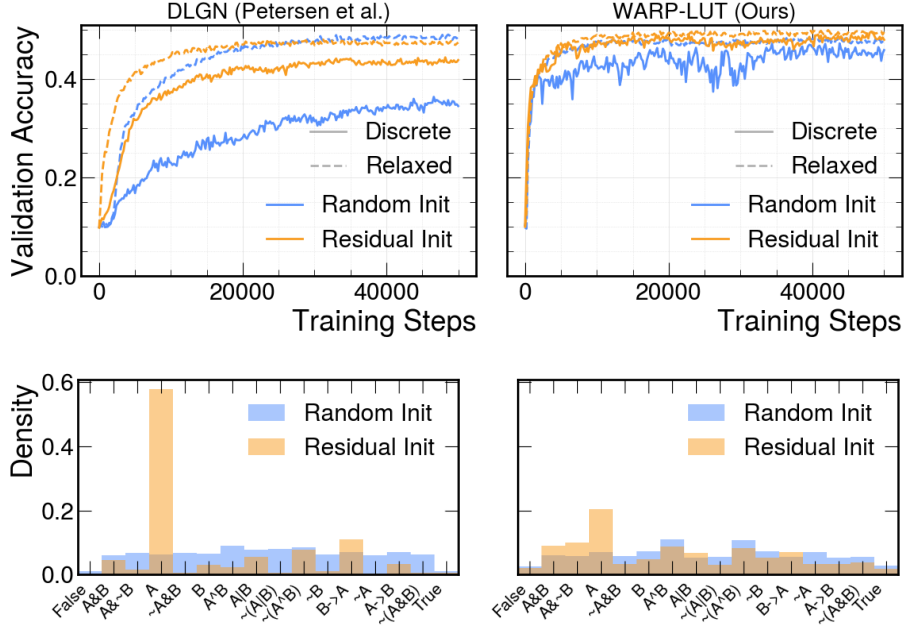 DLGN (Petersen et al.)
WARP-LUT (Ours)
Validation Accuracy
0.4
0.2
0.0
Discrete
Relaxed
Random Init
Residual Init
0
20000
40000
Training Steps
Discrete
Relaxed
Random Init
Residual Init
0
20000
40000
Training Steps
Density
0.6
0.4
0.2
0.0
Random Init
Residual Init
False
A&B
A&~B
A
~A&B
B
A^B
A|B
~(A|B)
~(A^B)
~B
B->A
~A
A->B
~(A&B)
True
Random Init
Residual Init
False
A&B
A&~B
A
~A&B
B
A^B
A|B
~(A|B)
~(A^B)
~B
B->A
~A
A->B
~(A&B)
True